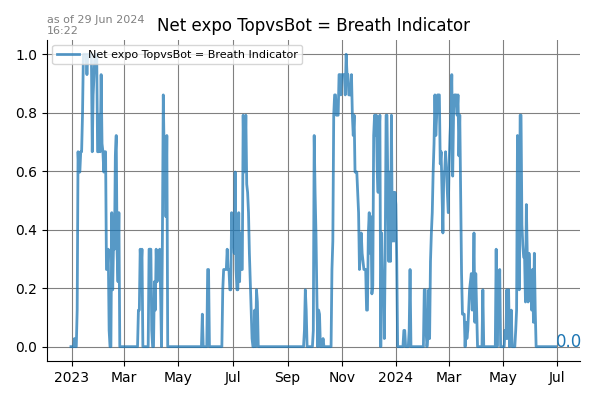 as of 29 Jun 2024
16:22
Net expo TopvsBot = Breath Indicator
Net expo TopvsBot = Breath Indicator
1.0
0.8
0.6
0.4
0.2
0.0
0.0
2023 Mar May Jul Sep Nov 2024 Mar May Jul